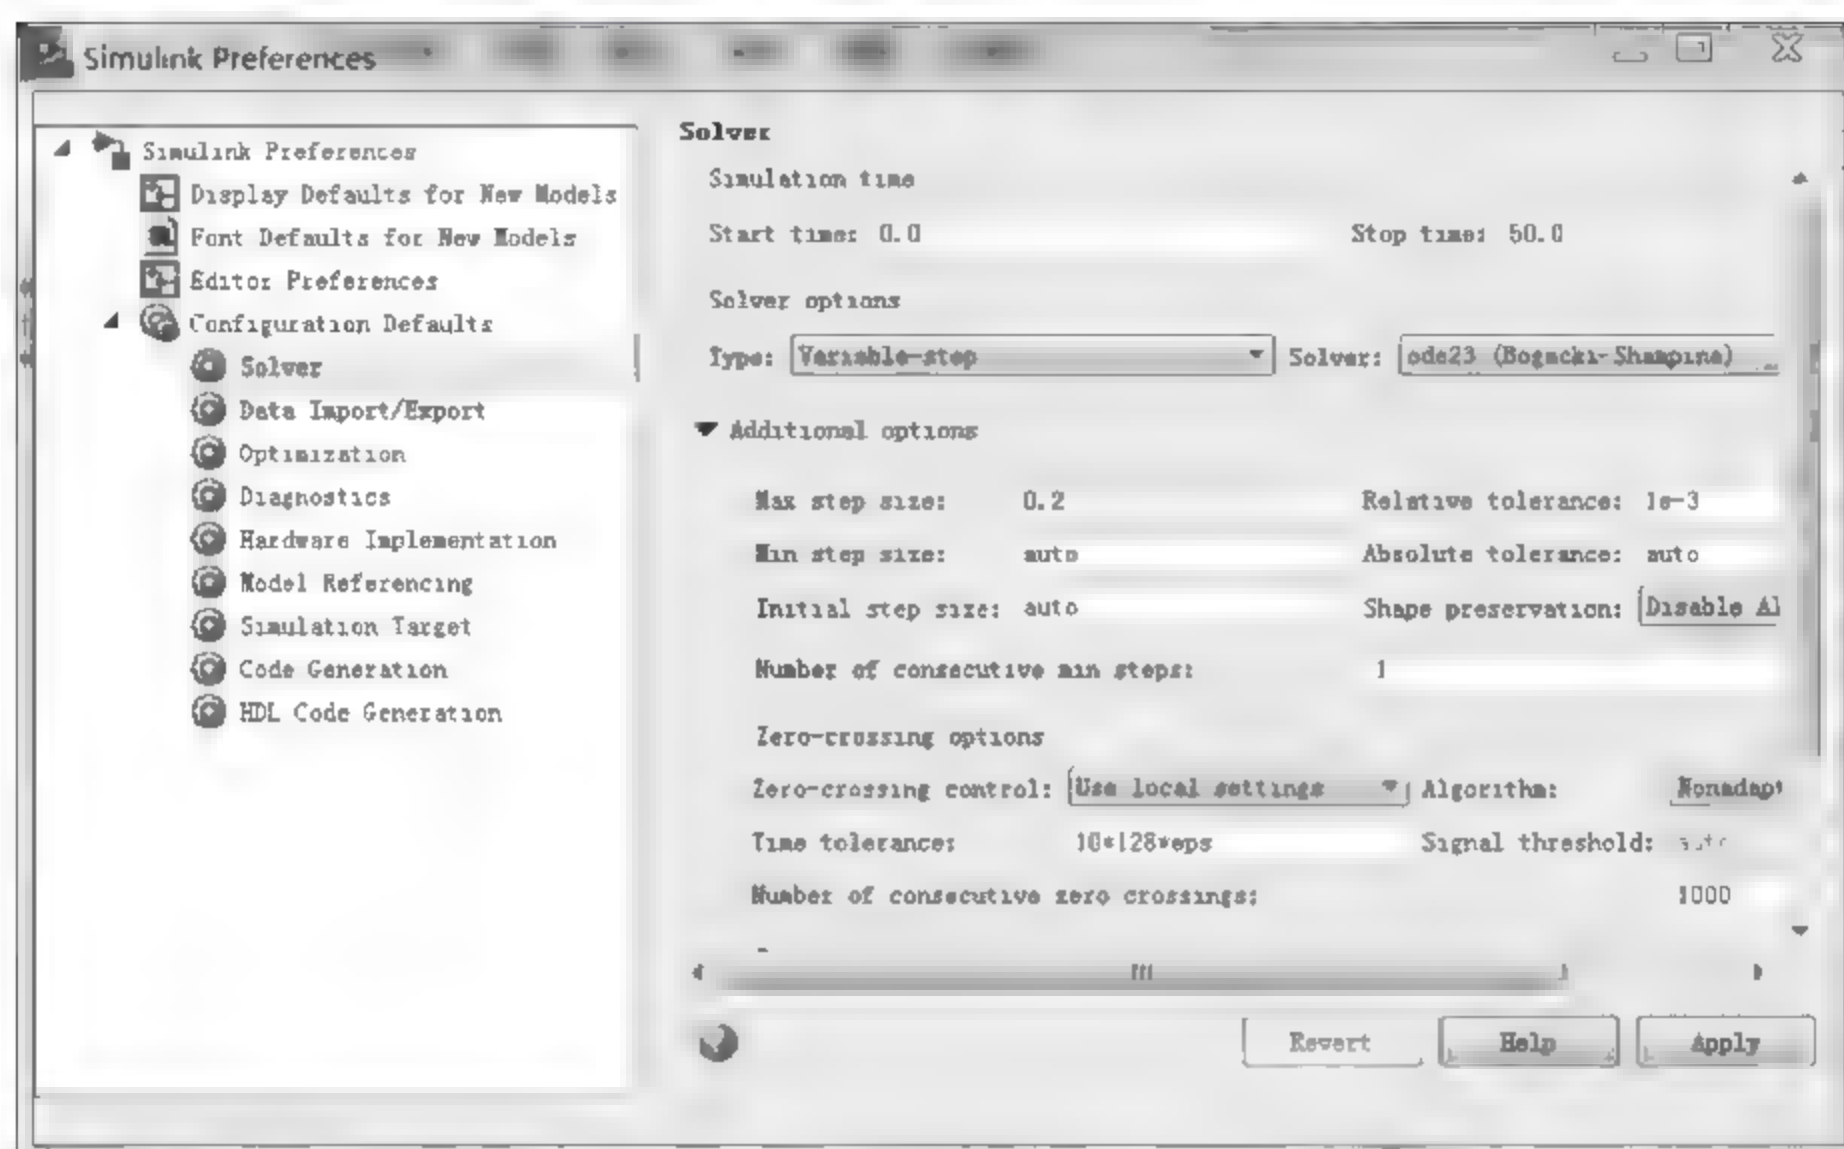 Simulink Preferences
Simulink Preferences
Display Defaults for New Models
Font Defaults for New Models
Editor Preferences
Configuration Defaults
Solver
Data Import/Export
Optimization
Diagnostics
Hardware Implementation
Model Referencing
Simulation Target
Code Generation
HDL Code Generation
Solver
Simulation time
Start time: 0.0 Stop time: 50.0
Solver options
Type: Variable-step Solver: ode23 (Bogacki-Shampine)
Additional options
Max step size: 0.2 Relative tolerance: 1e-3
Min step size: auto Absolute tolerance: auto
Initial step size: auto Shape preservation: Disable Al
Number of consecutive min steps: 1
Zero-crossing options
Zero-crossing control: Use local settings Algorithm: Nonadapt
Time tolerance: 10*128*eps Signal threshold: auto
Number of consecutive zero crossings: 1000
Revert Help Apply